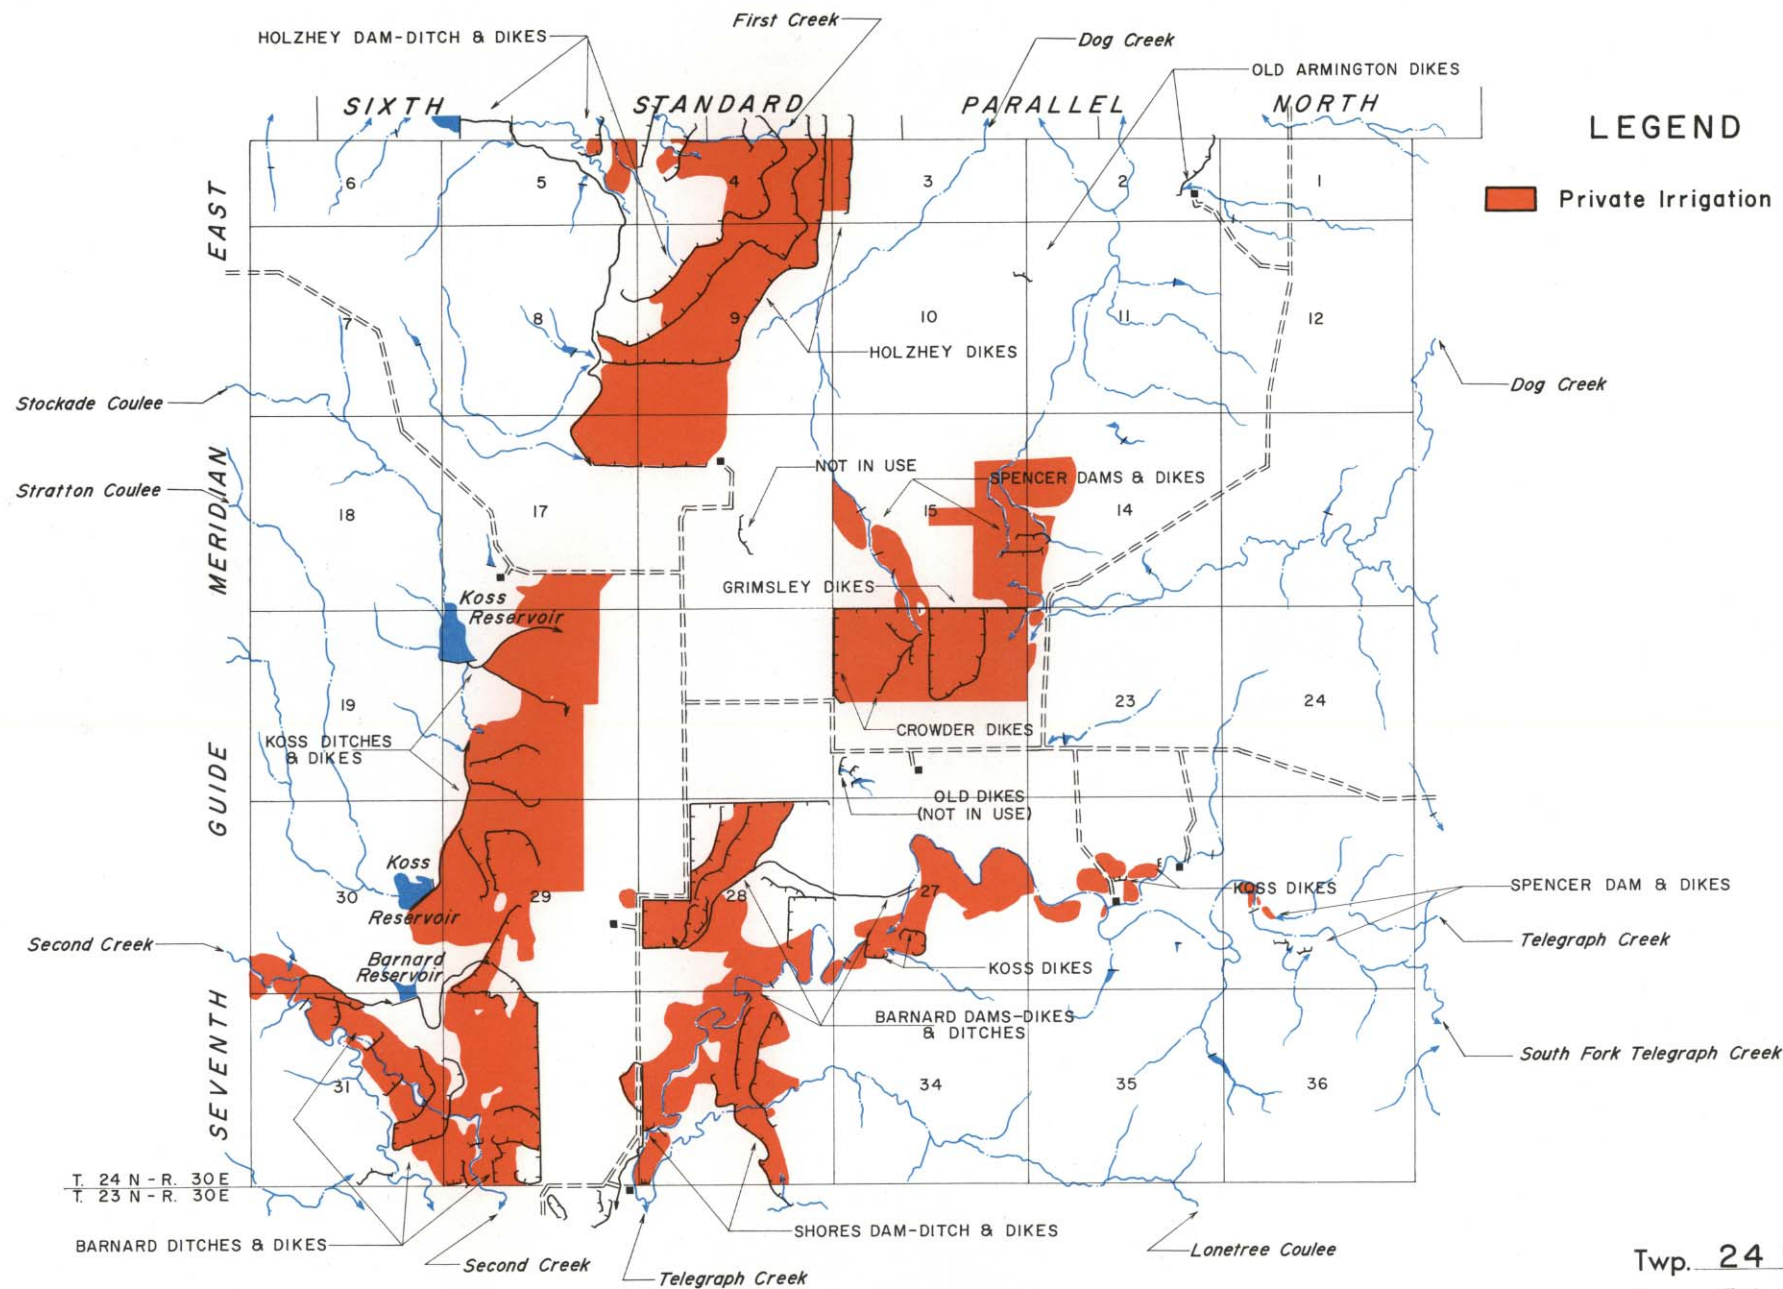 First Creek
HOLZHEY DAM-DITCH & DIKES
Dog Creek
OLD ARMINGTON DIKES
SIXTH STANDARD PARALLEL NORTH
LEGEND
Private Irrigation
6 5 4 3 2 1
EAST
7 8 9 10 11 12
HOLZHEY DIKES
Dog Creek
Stockade Coulee
MERIDIAN
NOT IN USE
SPENCER DAMS & DIKES
Stratton Coulee
18 17 15 14
GRIMSLEY DIKES
Koss
Reservoir
19 23 24
CROWDER DIKES
KOSS DITCHES
& DIKES
GUIDE
OLD DIKES
(NOT IN USE)
Koss
Reservoir
30 29 28 27
KOSS DIKES
SPENCER DAM & DIKES
Second Creek
Telegraph Creek
Barnard
Reservoir
KOSS DIKES
BARNARD DAMS-DIKES
& DITCHES
SEVENTH
South Fork Telegraph Creek
31 34 35 36
T. 24 N - R. 30 E
T. 23 N - R. 30 E
BARNARD DITCHES & DIKES
SHORES DAM-DITCH & DIKES
Second Creek
Lonetree Coulee
Telegraph Creek
Twp. 24